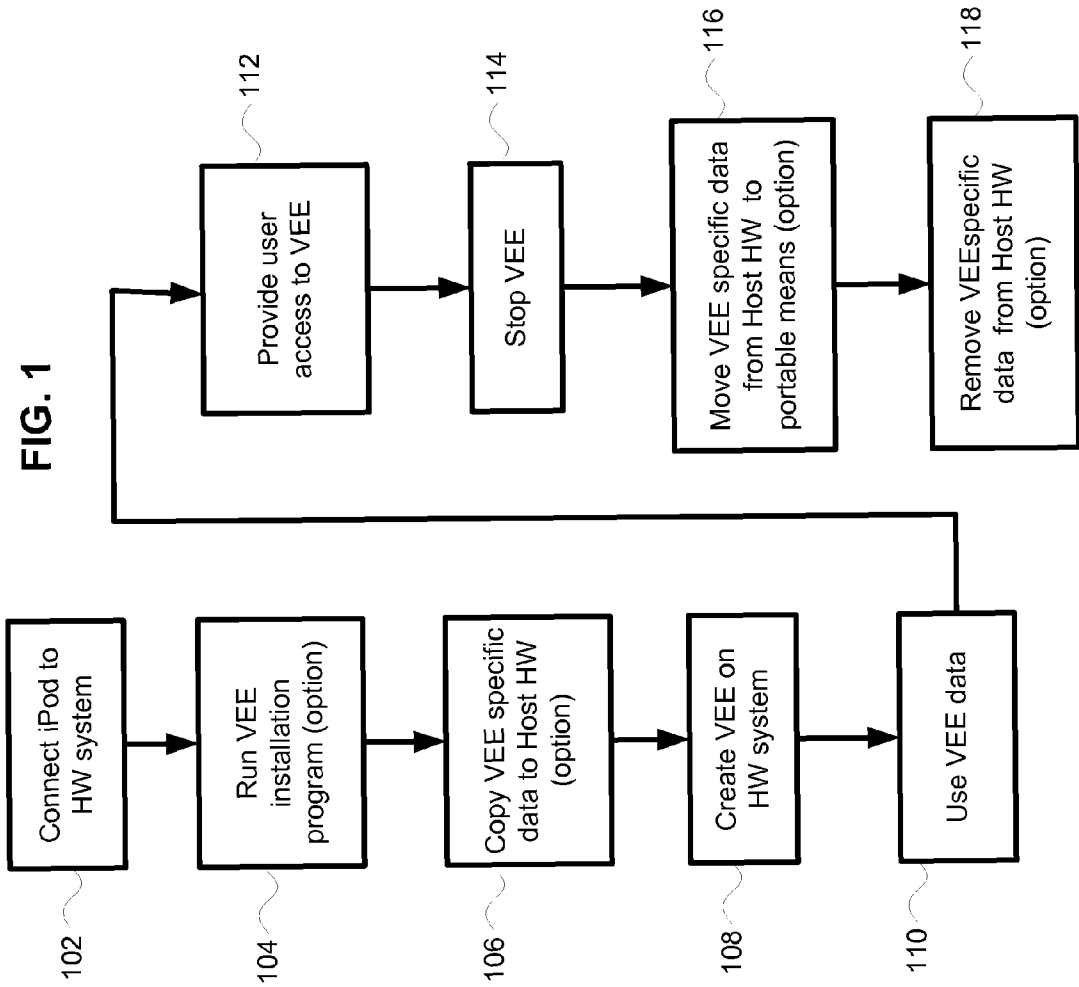 FIG. 1
102
Connect iPod to
HW system
104
Run VEE
installation
program (option)
106
Copy VEE specific
data to Host HW
(option)
108
Create VEE on
HW system
110
Use VEE data
112
Provide user
access to VEE
114
Stop VEE
116
Move VEE specific data
from Host HW to
portable means (option)
118
Remove VEEspecific
data from Host HW
(option)